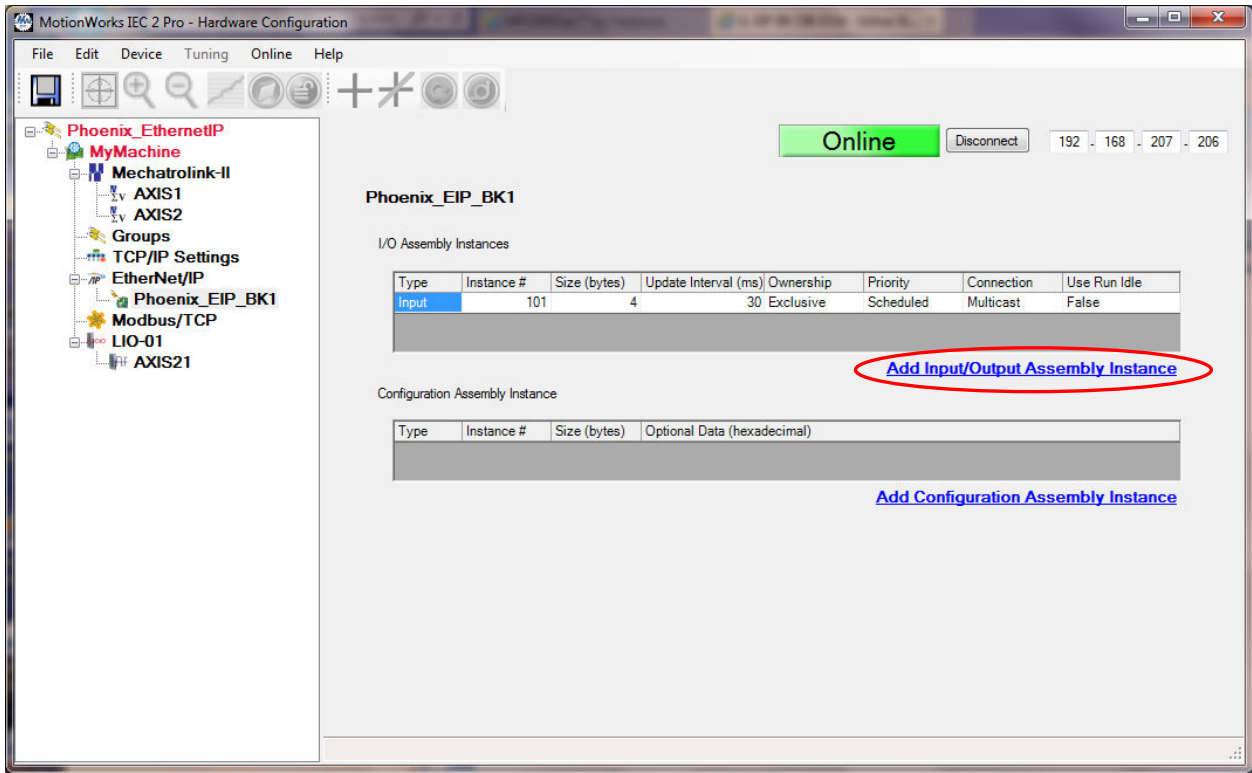 MotionWorks IEC 2 Pro - Hardware Configuration
File Edit Device Tuning Online Help
Phoenix_EthernetIP
MyMachine
Mechatrolink-II
AXIS1
AXIS2
Groups
TCP/IP Settings
EtherNet/IP
Phoenix_EIP_BK1
Modbus/TCP
LIO-01
AXIS21
Online Disconnect 192 . 168 . 207 . 206
Phoenix_EIP_BK1
I/O Assembly Instances
Type Instance # Size (bytes) Update Interval (ms) Ownership Priority Connection Use Run Idle
Input 101 4 30 Exclusive Scheduled Multicast False
Add Input/Output Assembly Instance
Configuration Assembly Instance
Type Instance # Size (bytes) Optional Data (hexadecimal)
Add Configuration Assembly Instance